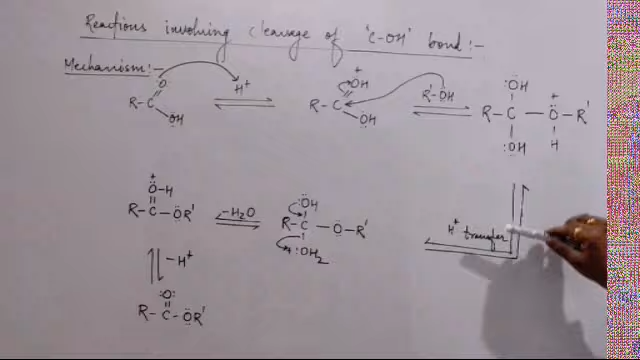 Reactions involving cleavage of 'C-OH' bond:-
Mechanism:-
O
R-C
OH
H+
+
OH
R-C
OH
R'-OH
OH
+
R-C-O-R'
H
OH
+
O-H
R-C-OR'
-H2O
OH
R-C-O-R'
+OH2
H+ transfer
-H+
O
R-C-OR'